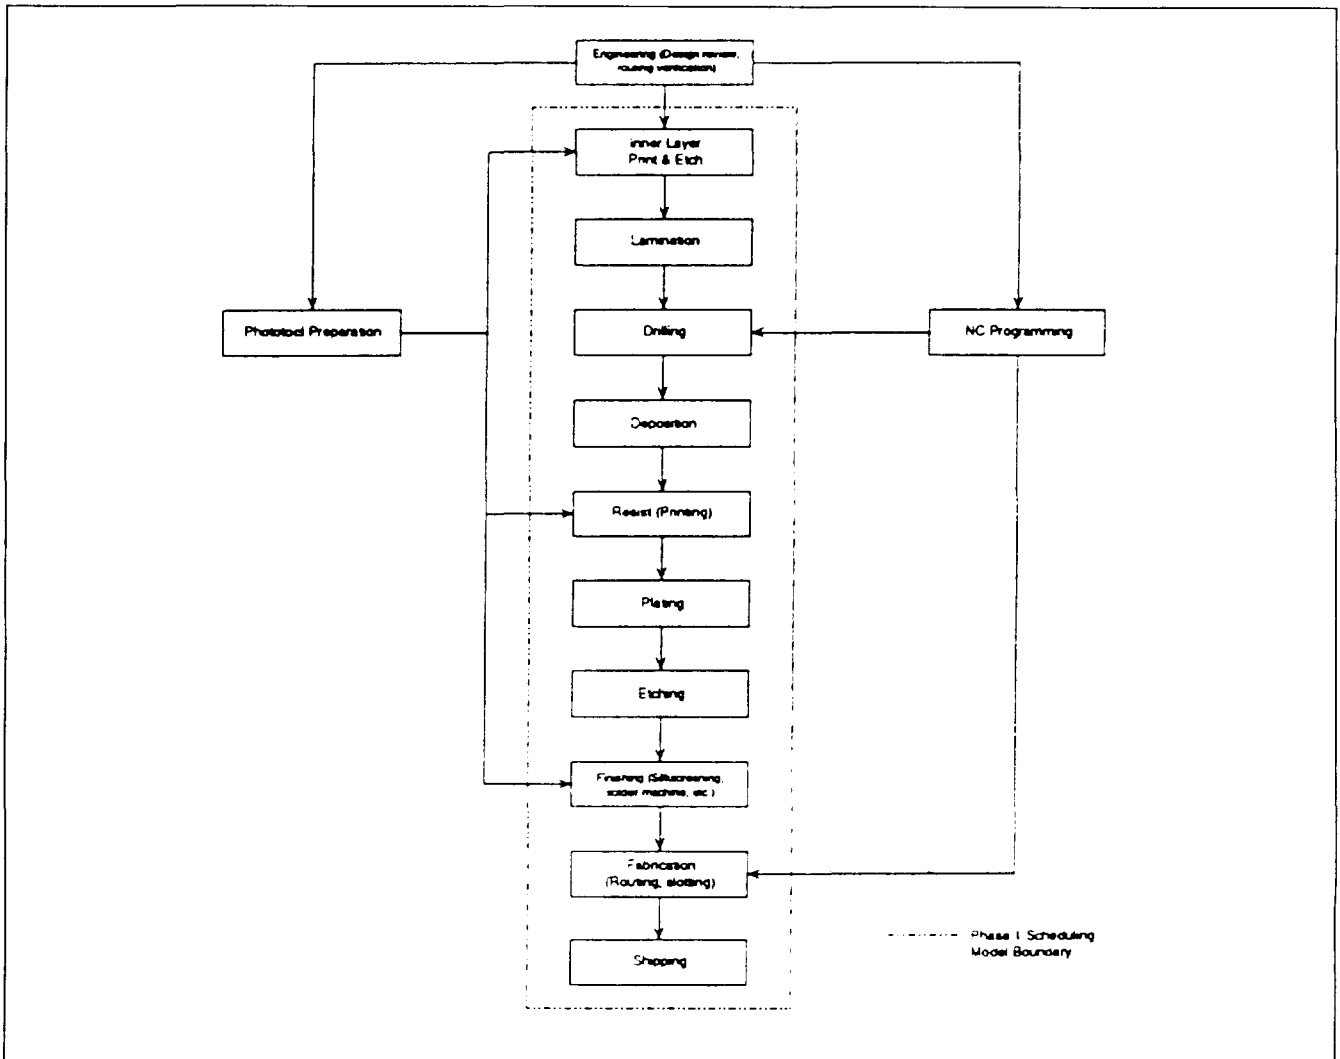 Engineering (Design review,
routing verification)
Inner Layer
Print & Etch
Lamination
Phototool Preparation
Drilling
NC Programming
Deposition
Resist (Printing)
Plating
Etching
Finishing (Silkscreening,
solder machine, etc.)
Fabrication
(Routing, slotting)
Phase I Scheduling
Model Boundary
Shipping